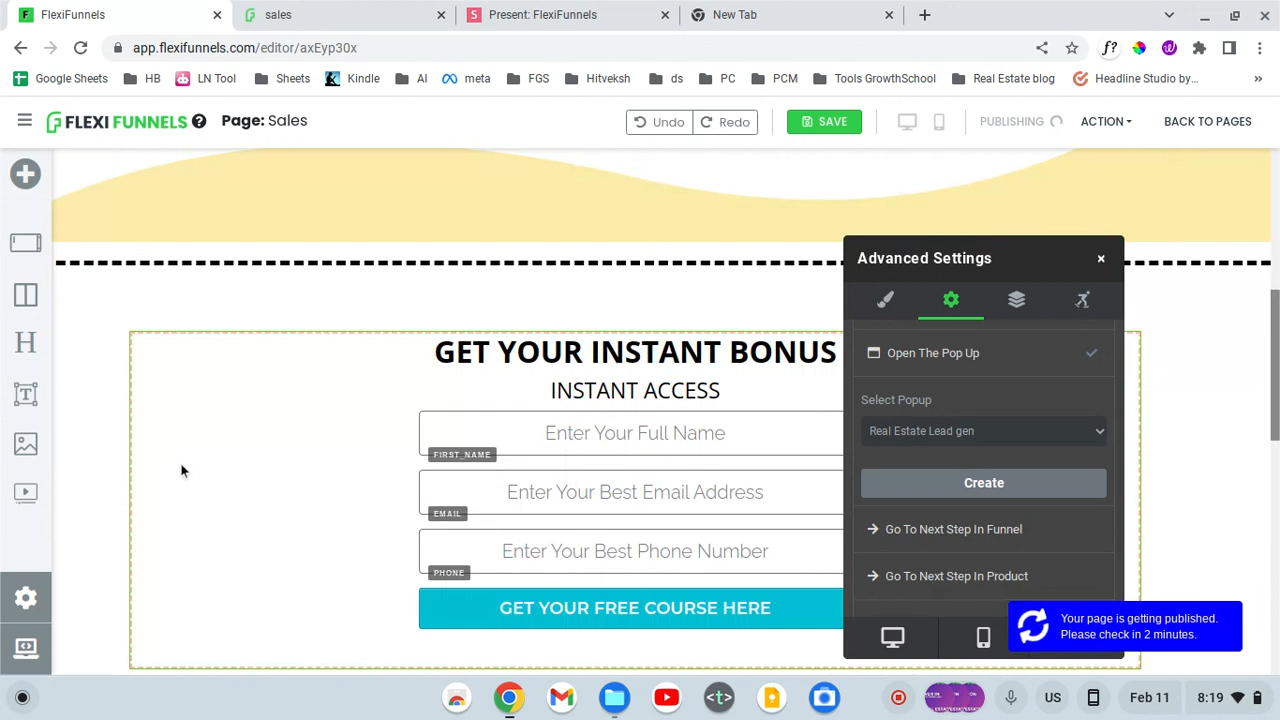 FlexiFunnels
sales
Present: FlexiFunnels
New Tab
app.flexifunnels.com/editor/axEyp30x
Google Sheets
HB
LN Tool
Sheets
Kindle
AI
meta
FGS
Hitveksh
ds
PC
PCM
Tools GrowthSchool
Real Estate blog
Headline Studio by...
FLEXIFUNNELS
Page: Sales
Undo
Redo
SAVE
PUBLISHING
ACTION
BACK TO PAGES
GET YOUR INSTANT BONUS
INSTANT ACCESS
Enter Your Full Name
FIRST_NAME
Enter Your Best Email Address
EMAIL
Enter Your Best Phone Number
PHONE
GET YOUR FREE COURSE HERE
Advanced Settings
Open The Pop Up
Select Popup
Real Estate Lead gen
Create
Go To Next Step In Funnel
Go To Next Step In Product
Your page is getting published.
Please check in 2 minutes.
US
Feb 11
8:19